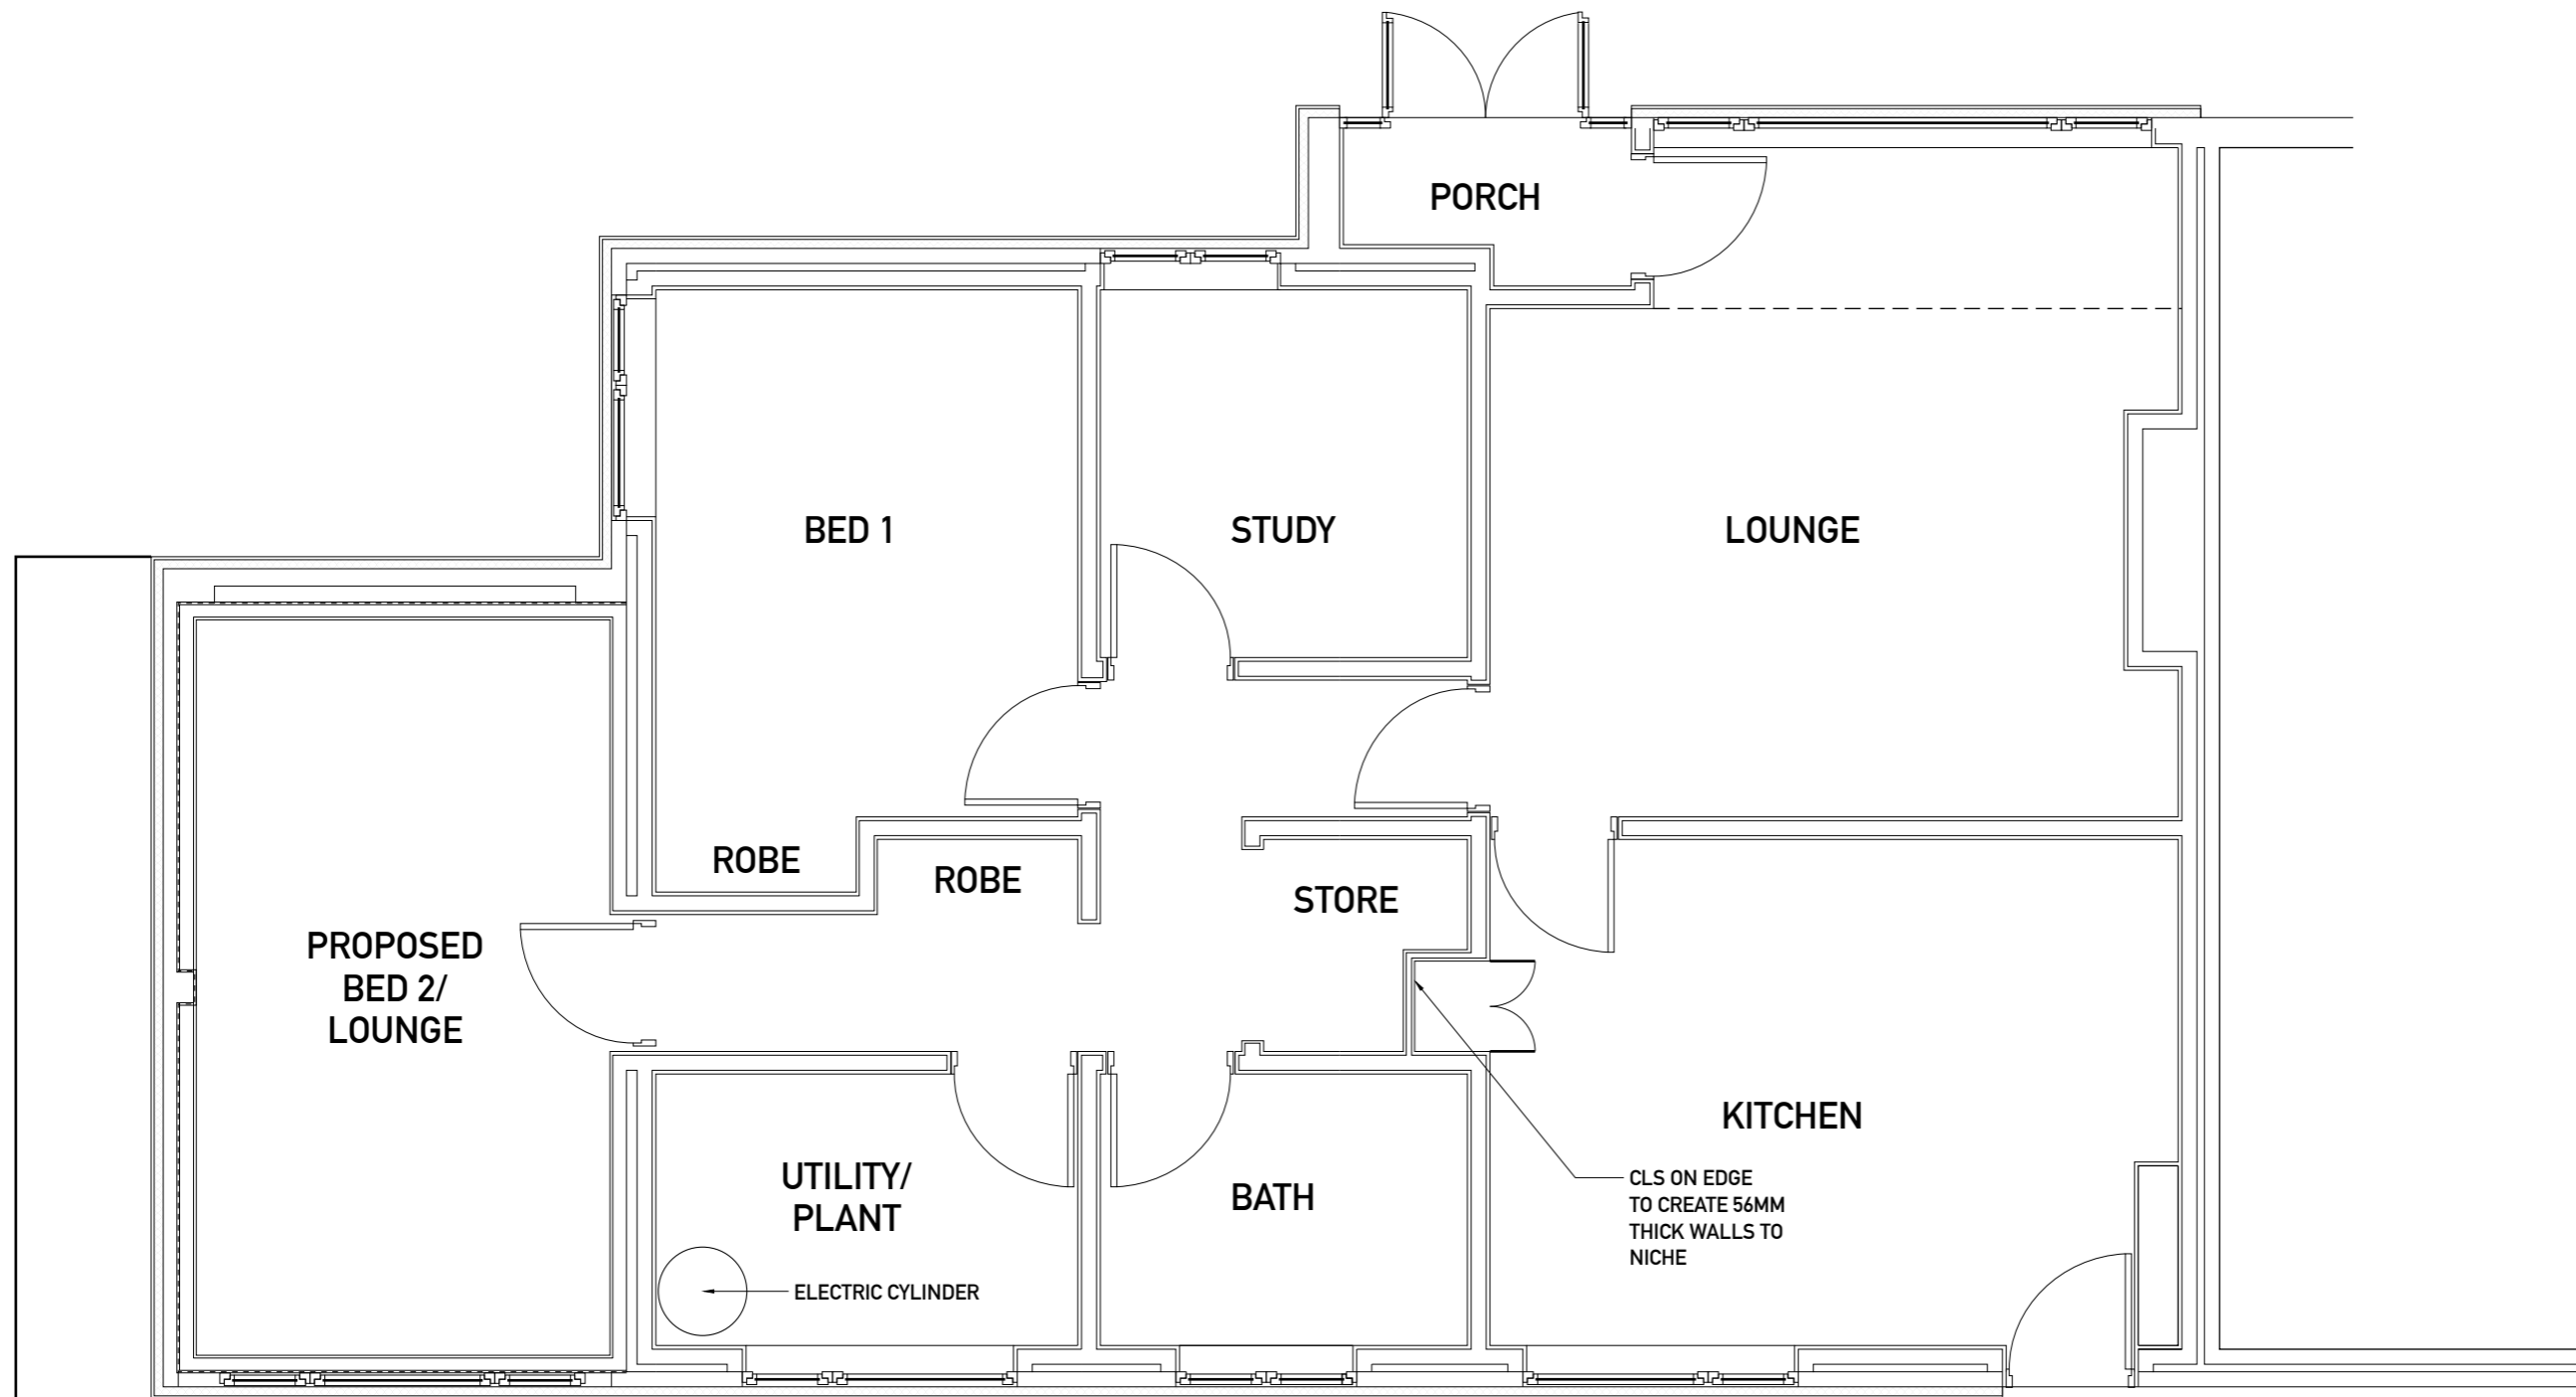 PORCH
BED 1
STUDY
LOUNGE
ROBE
ROBE
STORE
PROPOSED
BED 2/
LOUNGE
KITCHEN
UTILITY/
PLANT
BATH
CLS ON EDGE
TO CREATE 56MM
THICK WALLS TO
NICHE
ELECTRIC CYLINDER